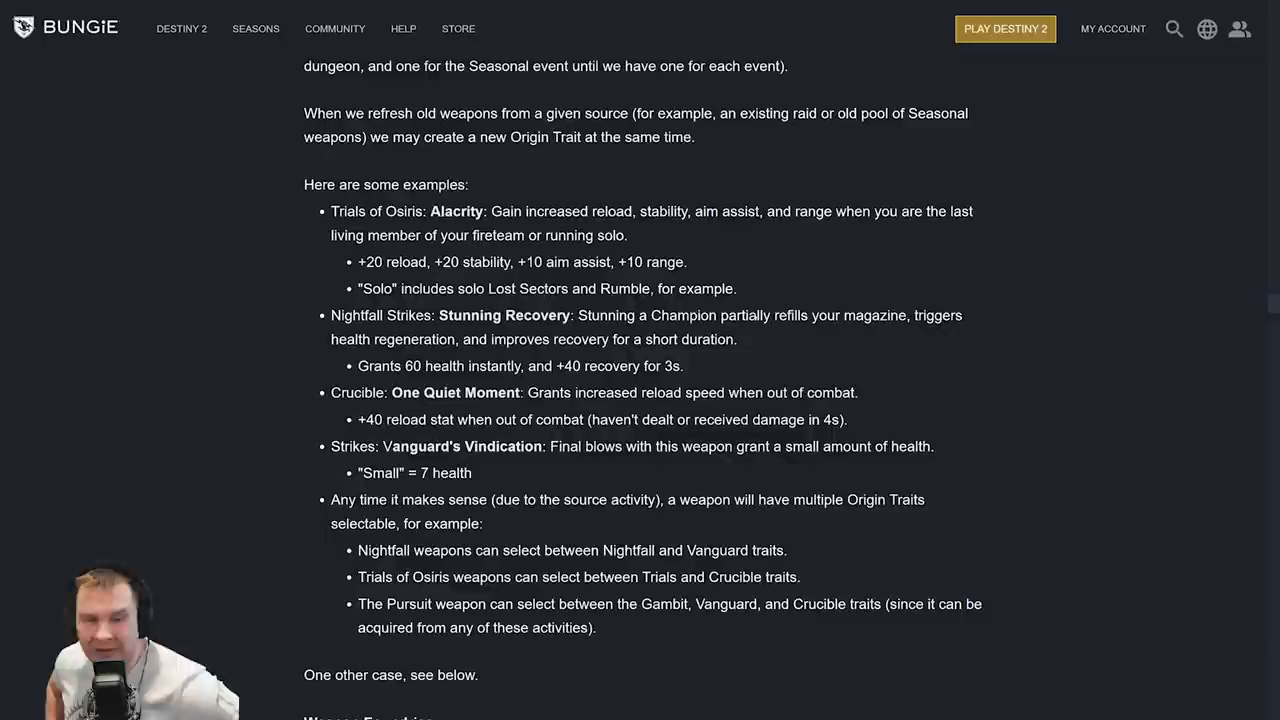 BUNGiE DESTINY 2 SEASONS COMMUNITY HELP STORE PLAY DESTINY 2 MY ACCOUNT
dungeon, and one for the Seasonal event until we have one for each event).
When we refresh old weapons from a given source (for example, an existing raid or old pool of Seasonal
weapons) we may create a new Origin Trait at the same time.
Here are some examples:
• Trials of Osiris: Alacrity: Gain increased reload, stability, aim assist, and range when you are the last
living member of your fireteam or running solo.
• +20 reload, +20 stability, +10 aim assist, +10 range.
• "Solo" includes solo Lost Sectors and Rumble, for example.
• Nightfall Strikes: Stunning Recovery: Stunning a Champion partially refills your magazine, triggers
health regeneration, and improves recovery for a short duration.
• Grants 60 health instantly, and +40 recovery for 3s.
• Crucible: One Quiet Moment: Grants increased reload speed when out of combat.
• +40 reload stat when out of combat (haven't dealt or received damage in 4s).
• Strikes: Vanguard's Vindication: Final blows with this weapon grant a small amount of health.
• "Small" = 7 health
• Any time it makes sense (due to the source activity), a weapon will have multiple Origin Traits
selectable, for example:
• Nightfall weapons can select between Nightfall and Vanguard traits.
• Trials of Osiris weapons can select between Trials and Crucible traits.
• The Pursuit weapon can select between the Gambit, Vanguard, and Crucible traits (since it can be
acquired from any of these activities).
One other case, see below.
Weapon Foundries